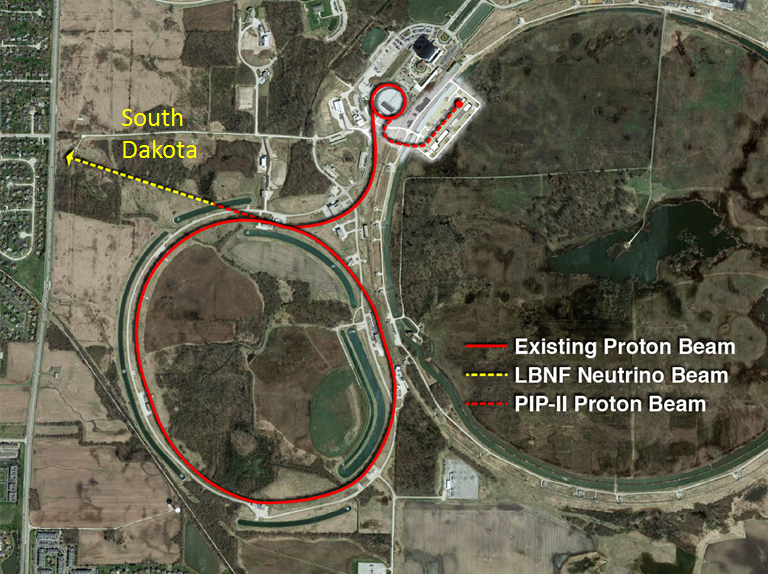 South
Dakota
Existing Proton Beam
LBNF Neutrino Beam
PIP-II Proton Beam